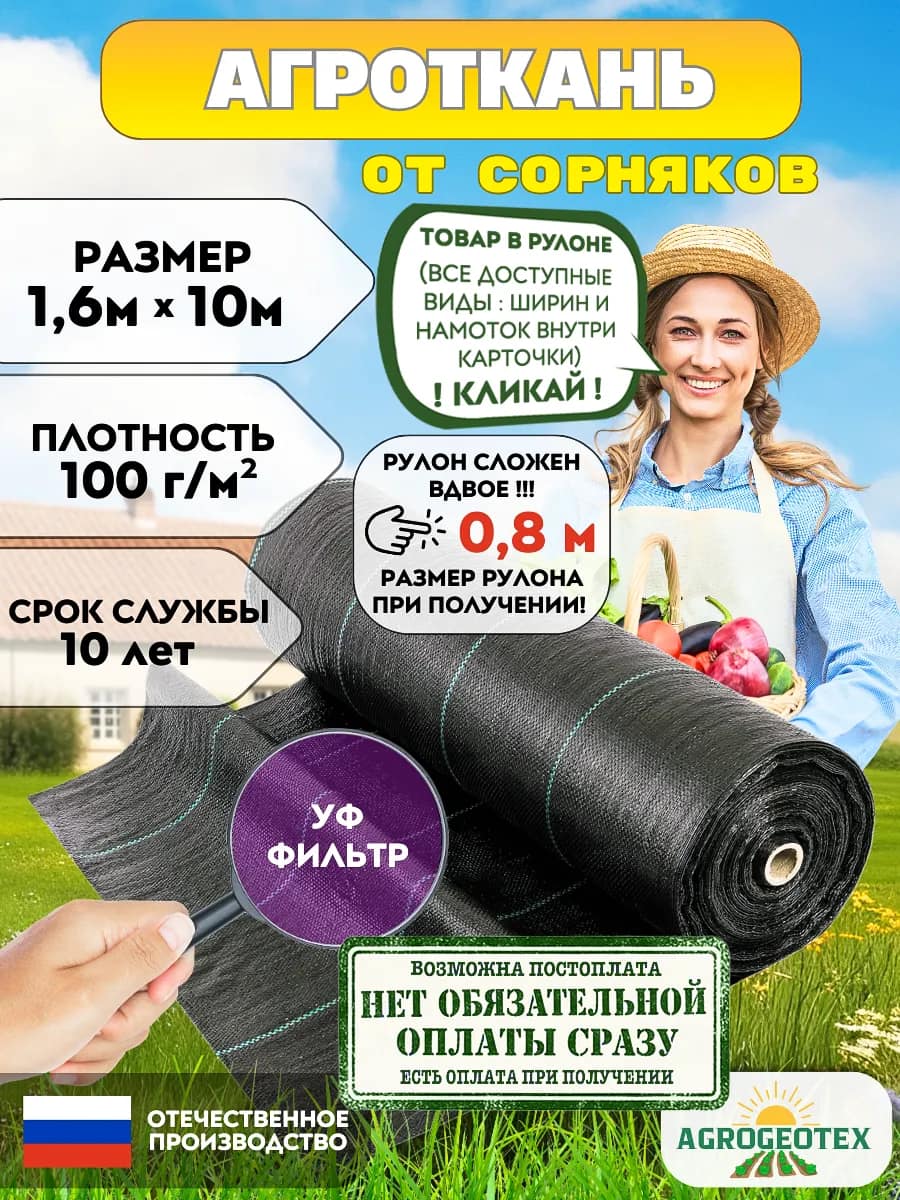 АГРОТКАНЬ
ОТ СОРНЯКОВ
РАЗМЕР
1,6м x 10м
ТОВАР В РУЛОНЕ
(ВСЕ ДОСТУПНЫЕ
ВИДЫ : ШИРИН И
НАМОТОК ВНУТРИ
КАРТОЧКИ)
! КЛИКАЙ !
ПЛОТНОСТЬ
100 г/м²
РУЛОН СЛОЖЕН
ВДВОЕ !!!
0,8 м
РАЗМЕР РУЛОНА
ПРИ ПОЛУЧЕНИИ!
СРОК СЛУЖБЫ
10 лет
УФ
ФИЛЬТР
ВОЗМОЖНА ПОСТОПЛАТА
НЕТ ОБЯЗАТЕЛЬНОЙ
ОПЛАТЫ СРАЗУ
ЕСТЬ ОПЛАТА ПРИ ПОЛУЧЕНИИ
ОТЕЧЕСТВЕННОЕ
ПРОИЗВОДСТВО
AGROGEOTEX